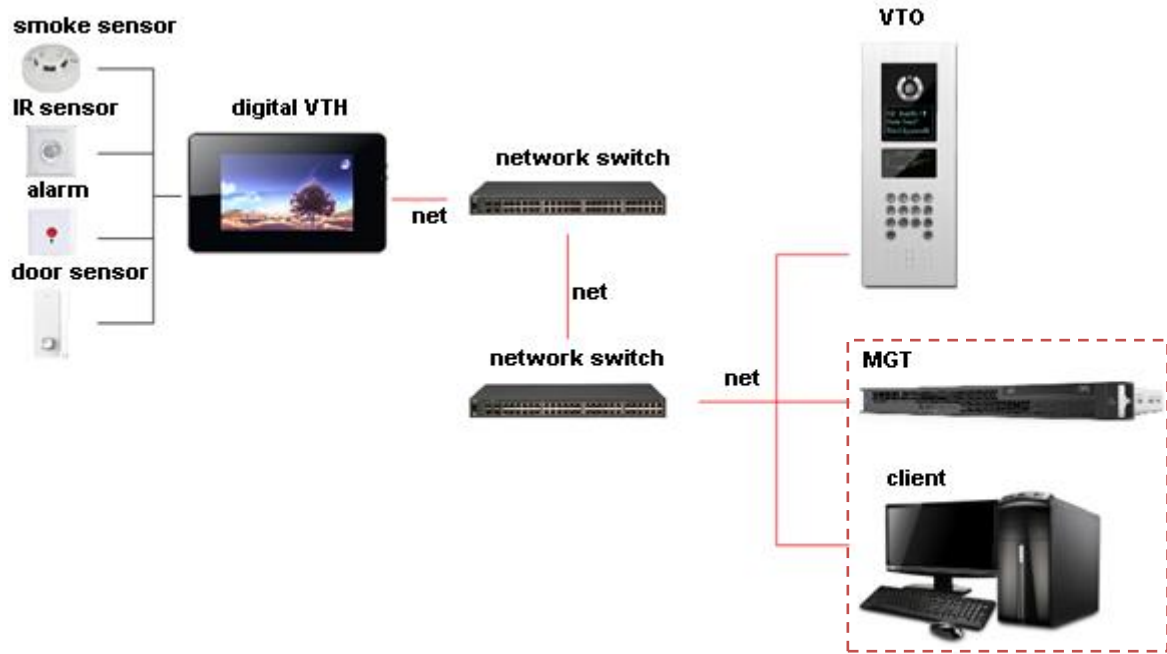 smoke sensor
IR sensor
alarm
door sensor
digital VTH
net
network switch
net
network switch
net
VTO
MGT
client